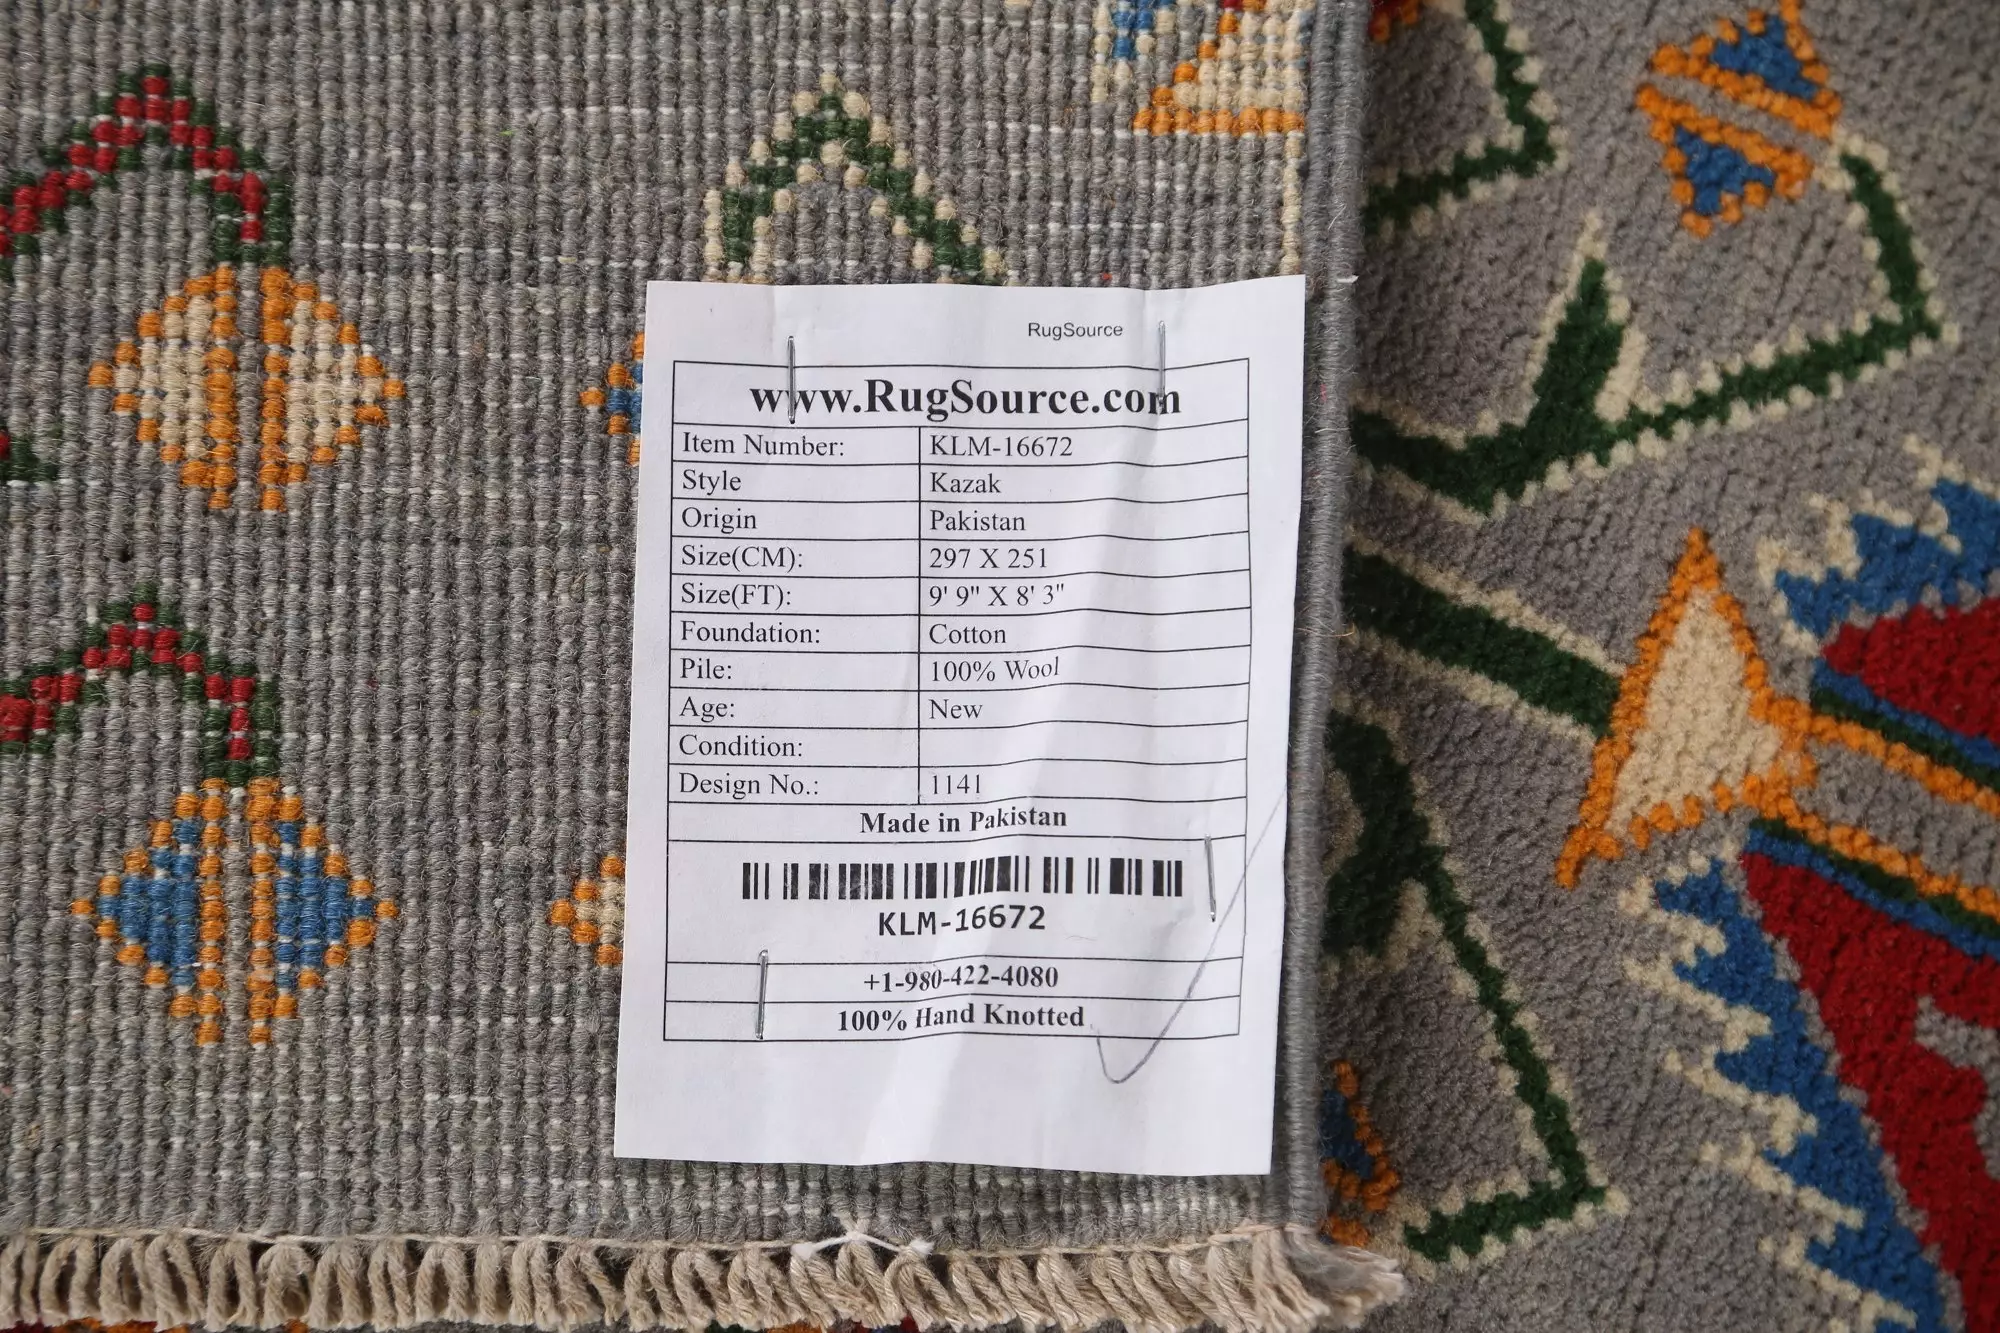 RugSource
www.RugSource.com
Item Number: KLM-16672
Style Kazak
Origin Pakistan
Size(CM): 297 X 251
Size(FT): 9' 9" X 8' 3"
Foundation: Cotton
Pile: 100% Wool
Age: New
Condition:
Design No.: 1141
Made in Pakistan
KLM-16672
+1-980-422-4080
100% Hand Knotted